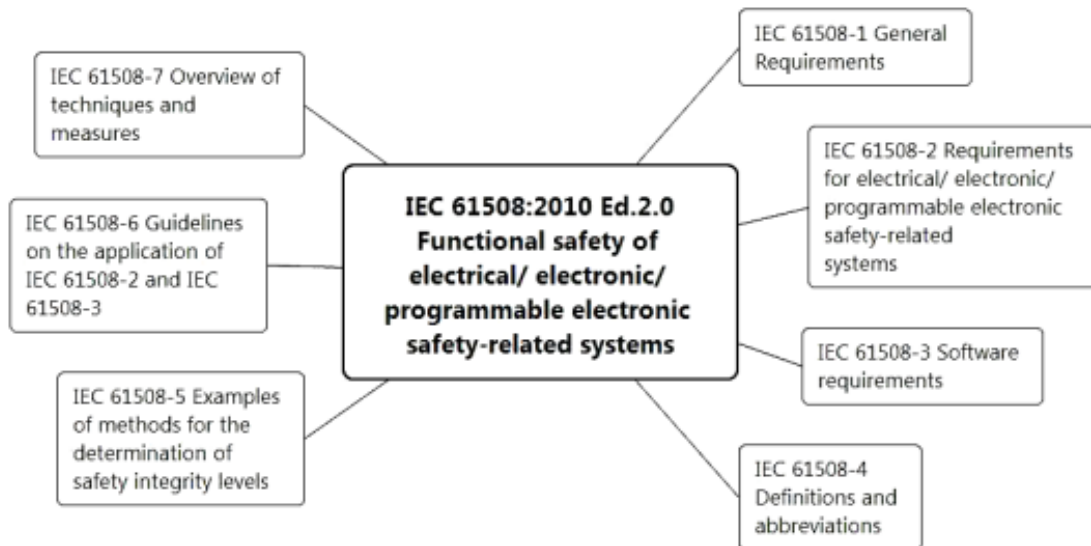 IEC 61508-1 General
Requirements
IEC 61508-7 Overview of
techniques and
measures
IEC 61508-2 Requirements
for electrical/ electronic/
programmable electronic
safety-related
systems
IEC 61508:2010 Ed.2.0
Functional safety of
electrical/ electronic/
programmable electronic
safety-related systems
IEC 61508-6 Guidelines
on the application of
IEC 61508-2 and IEC
61508-3
IEC 61508-3 Software
requirements
IEC 61508-5 Examples
of methods for the
determination of
safety integrity levels
IEC 61508-4
Definitions and
abbreviations